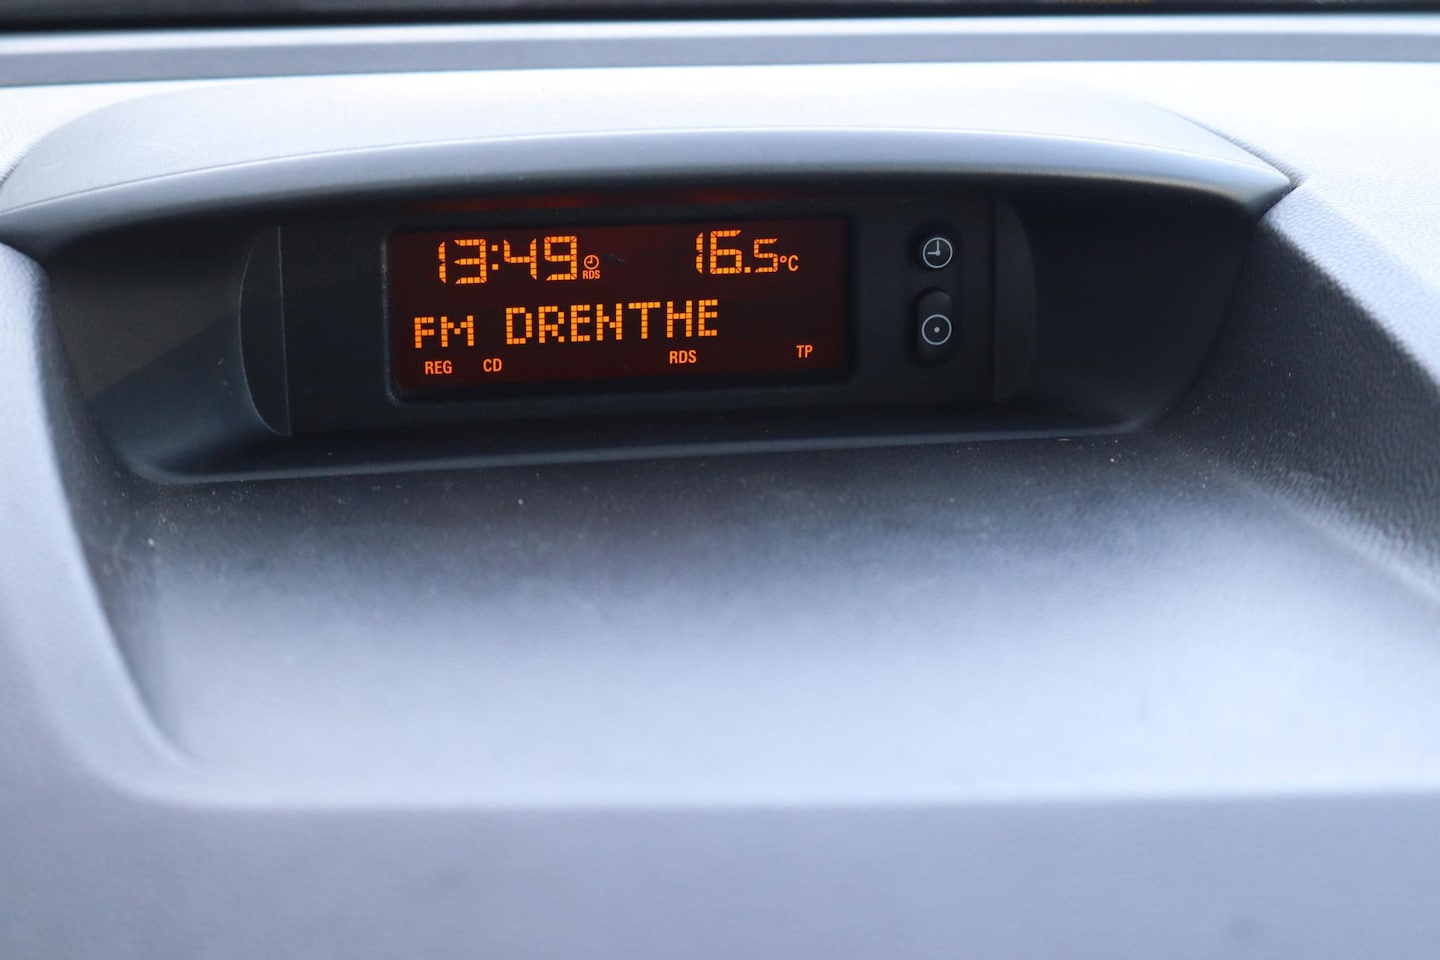 13:49 RDS 16.5°C
FM DRENTHE
REG CD RDS TP